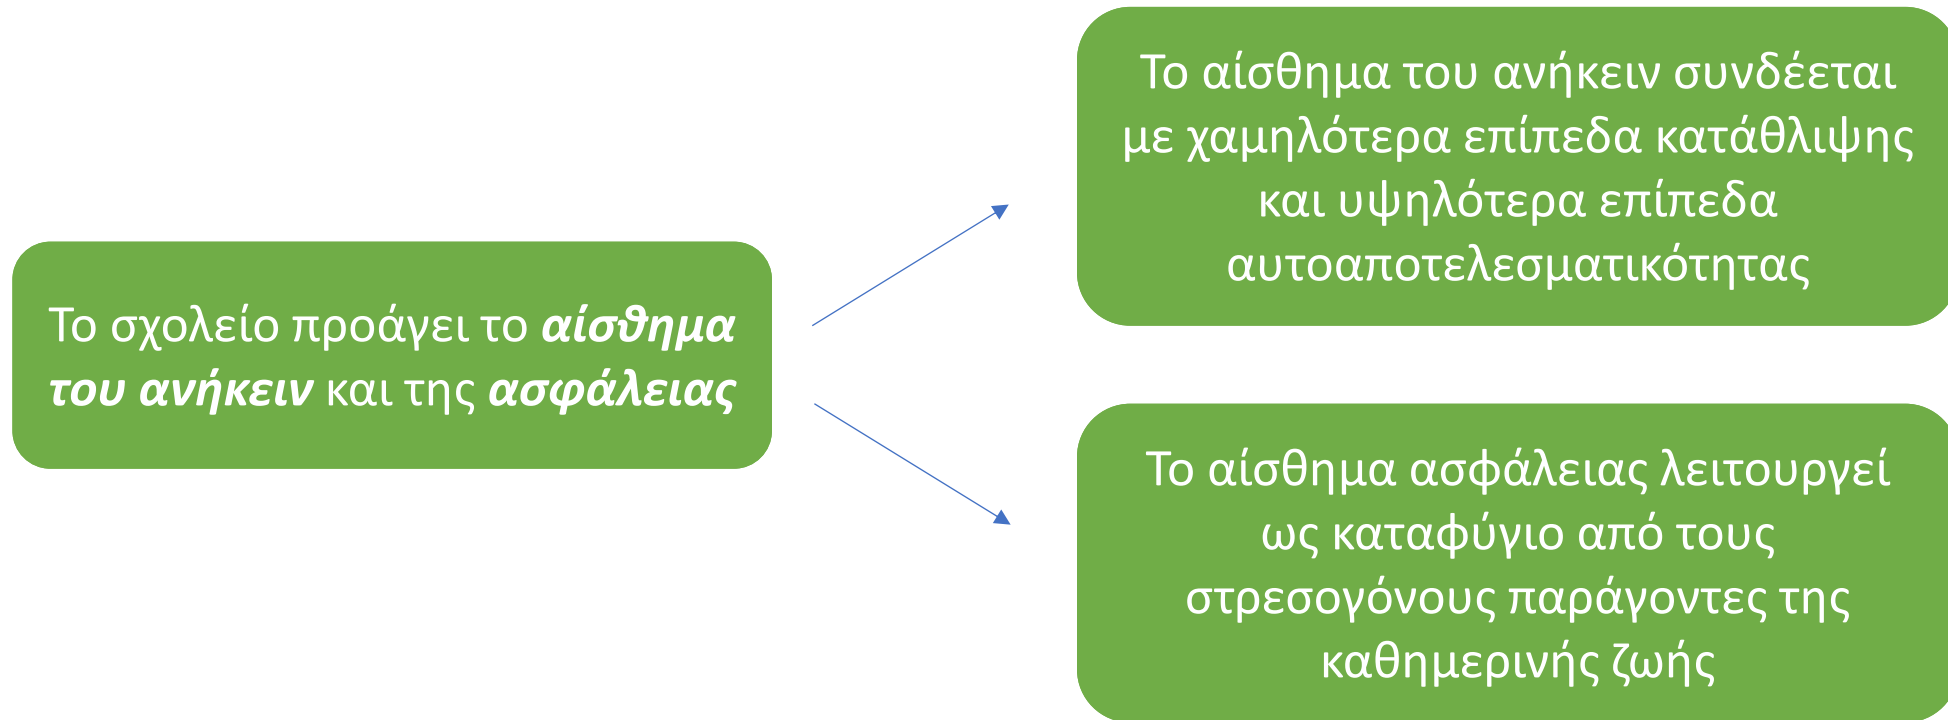 Το σχολείο προάγει το αίσθημα
του ανήκειν και της ασφάλειας
Το αίσθημα του ανήκειν συνδέεται
με χαμηλότερα επίπεδα κατάθλιψης
και υψηλότερα επίπεδα
αυτοαποτελεσματικότητας
Το αίσθημα ασφάλειας λειτουργεί
ως καταφύγιο από τους
στρεσογόνους παράγοντες της
καθημερινής ζωής